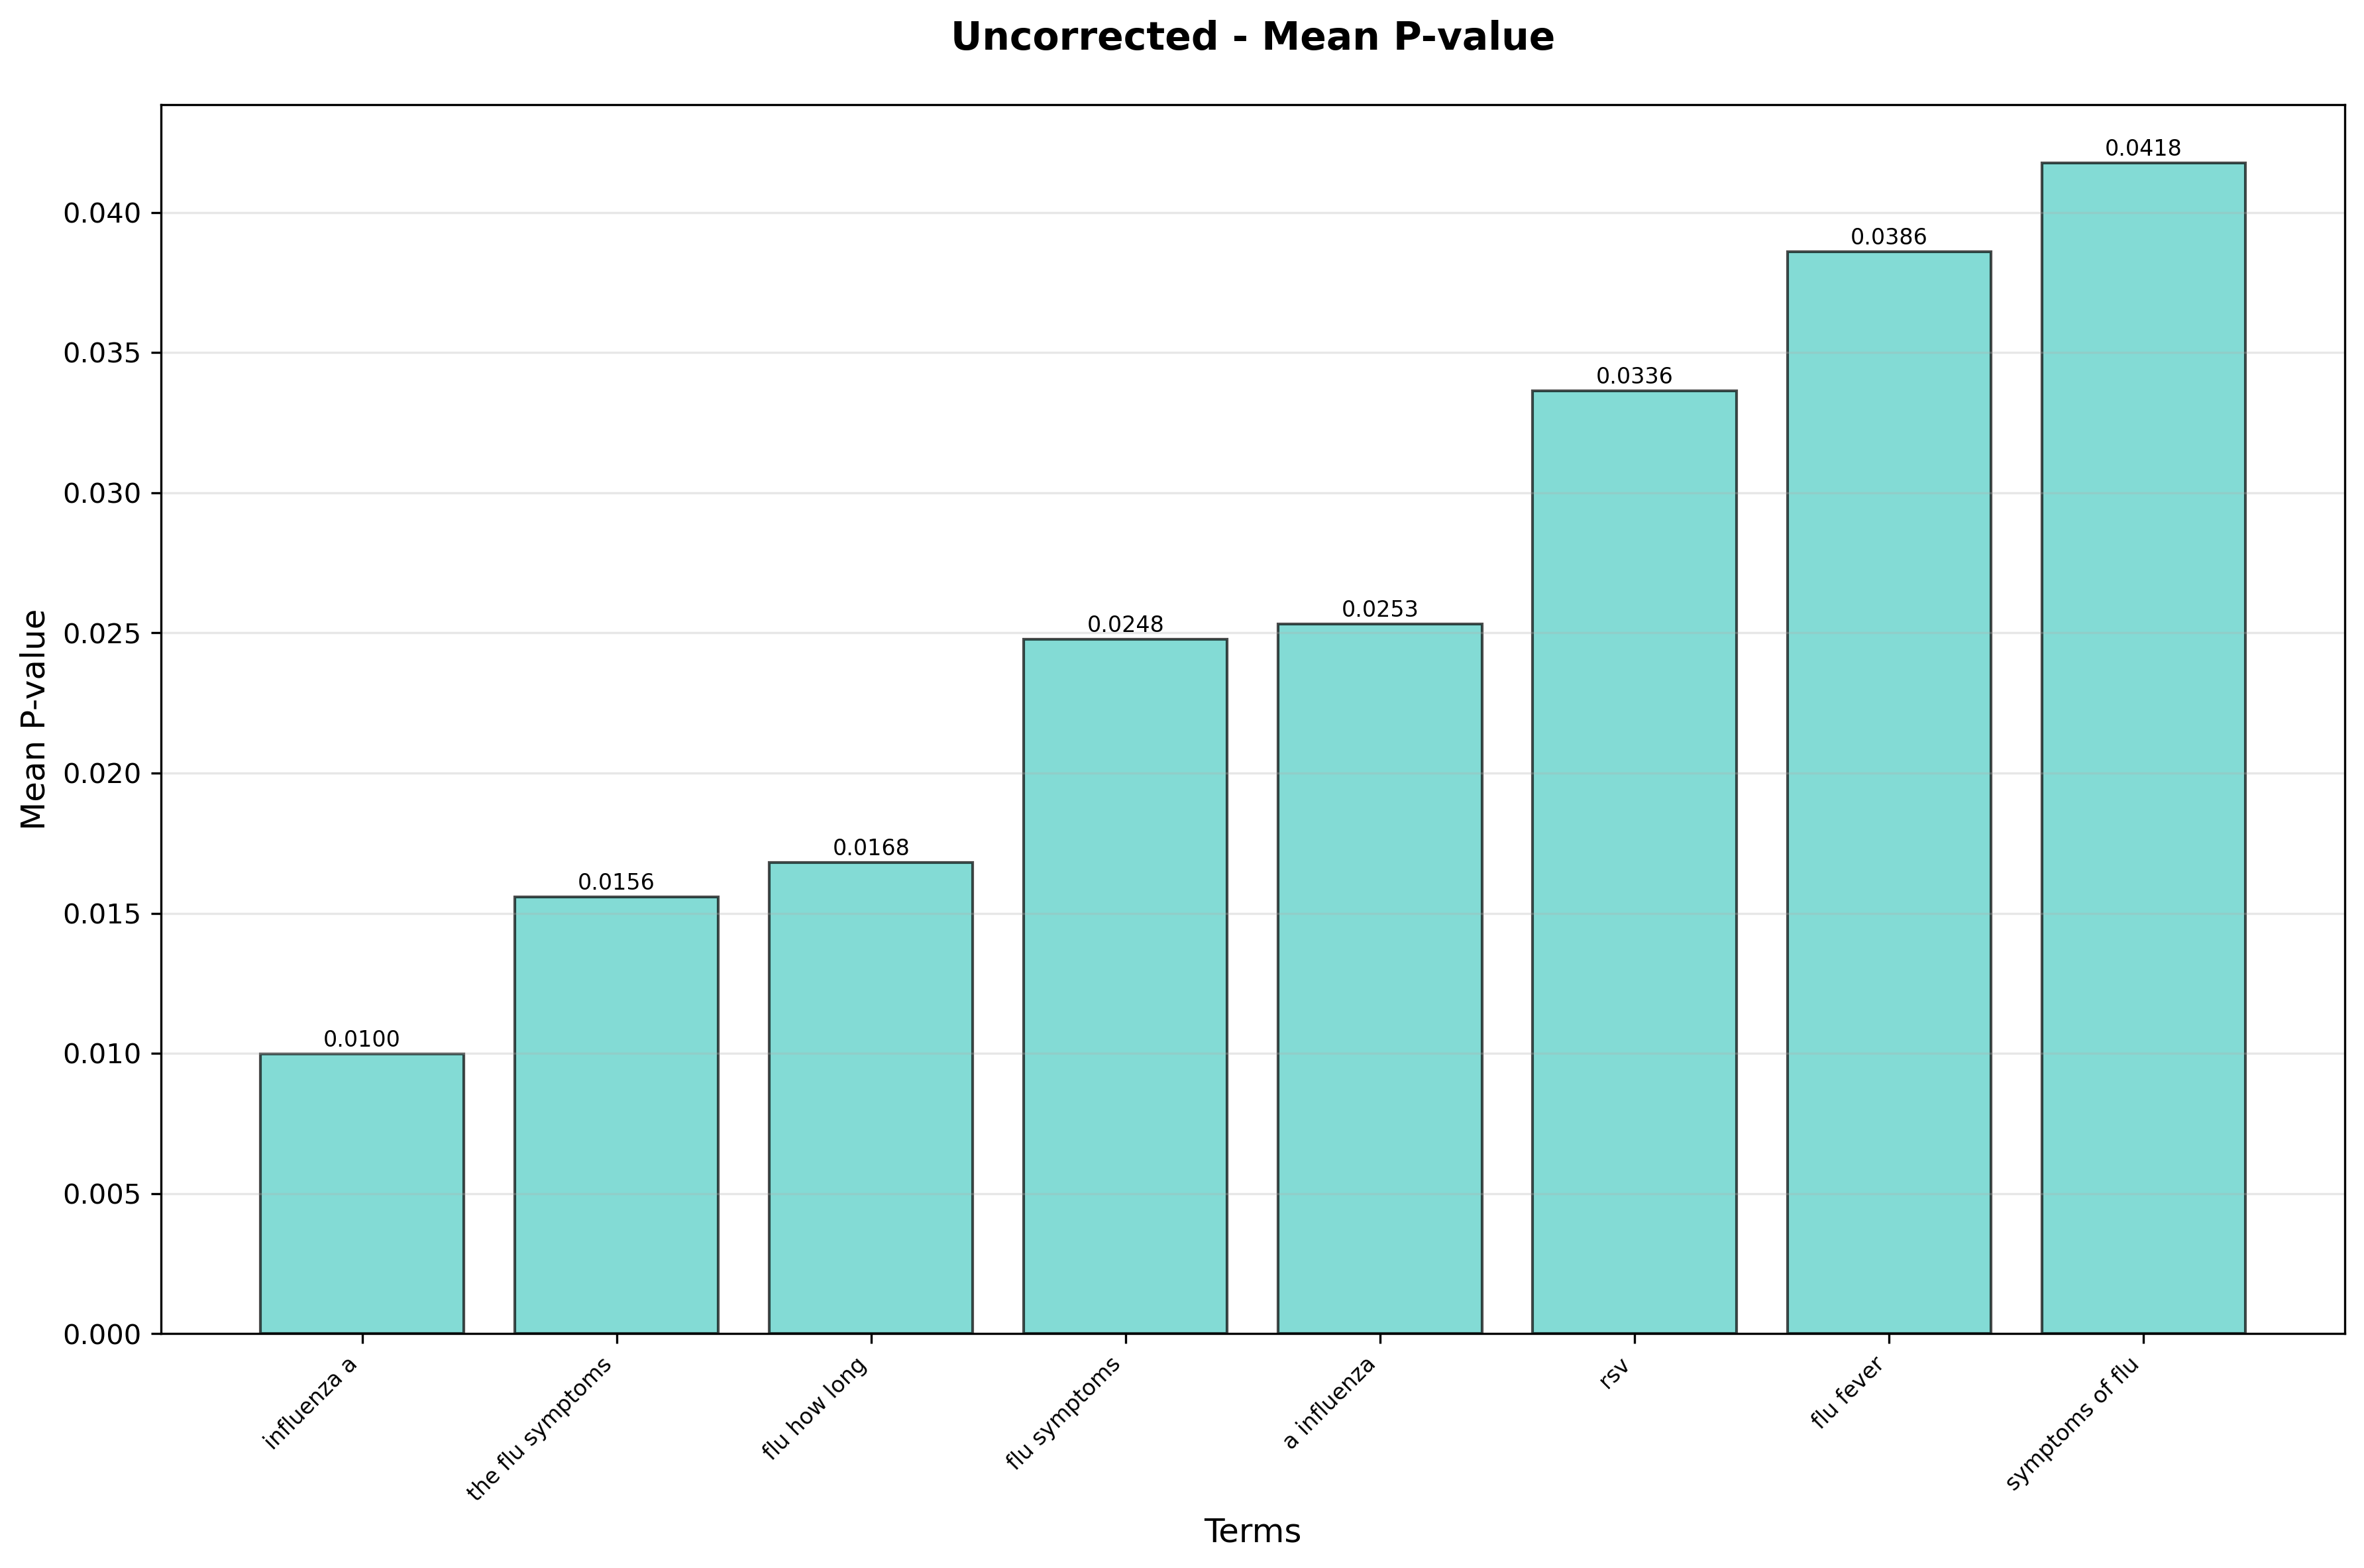 Uncorrected - Mean P-value
Mean P-value
0.040
0.035
0.030
0.025
0.020
0.015
0.010
0.005
0.000
0.0100
0.0156
0.0168
0.0248
0.0253
0.0336
0.0386
0.0418
influenza a
the flu symptoms
flu how long
flu symptoms
a influenza
rsv
flu fever
symptoms of flu
Terms